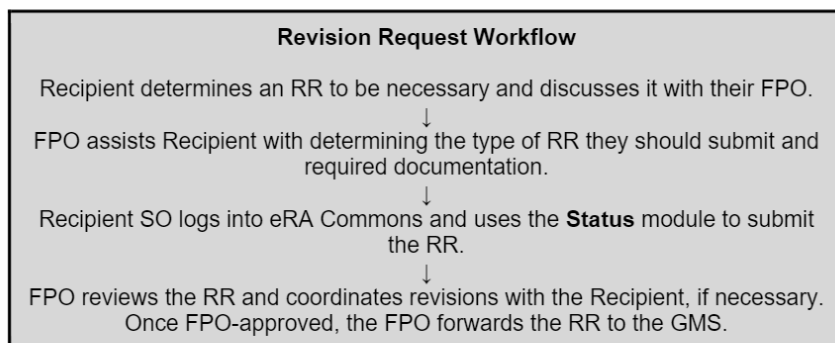 Revision Request Workflow
Recipient determines an RR to be necessary and discusses it with their FPO.
↓
FPO assists Recipient with determining the type of RR they should submit and
required documentation.
↓
Recipient SO logs into eRA Commons and uses the Status module to submit
the RR.
↓
FPO reviews the RR and coordinates revisions with the Recipient, if necessary.
Once FPO-approved, the FPO forwards the RR to the GMS.